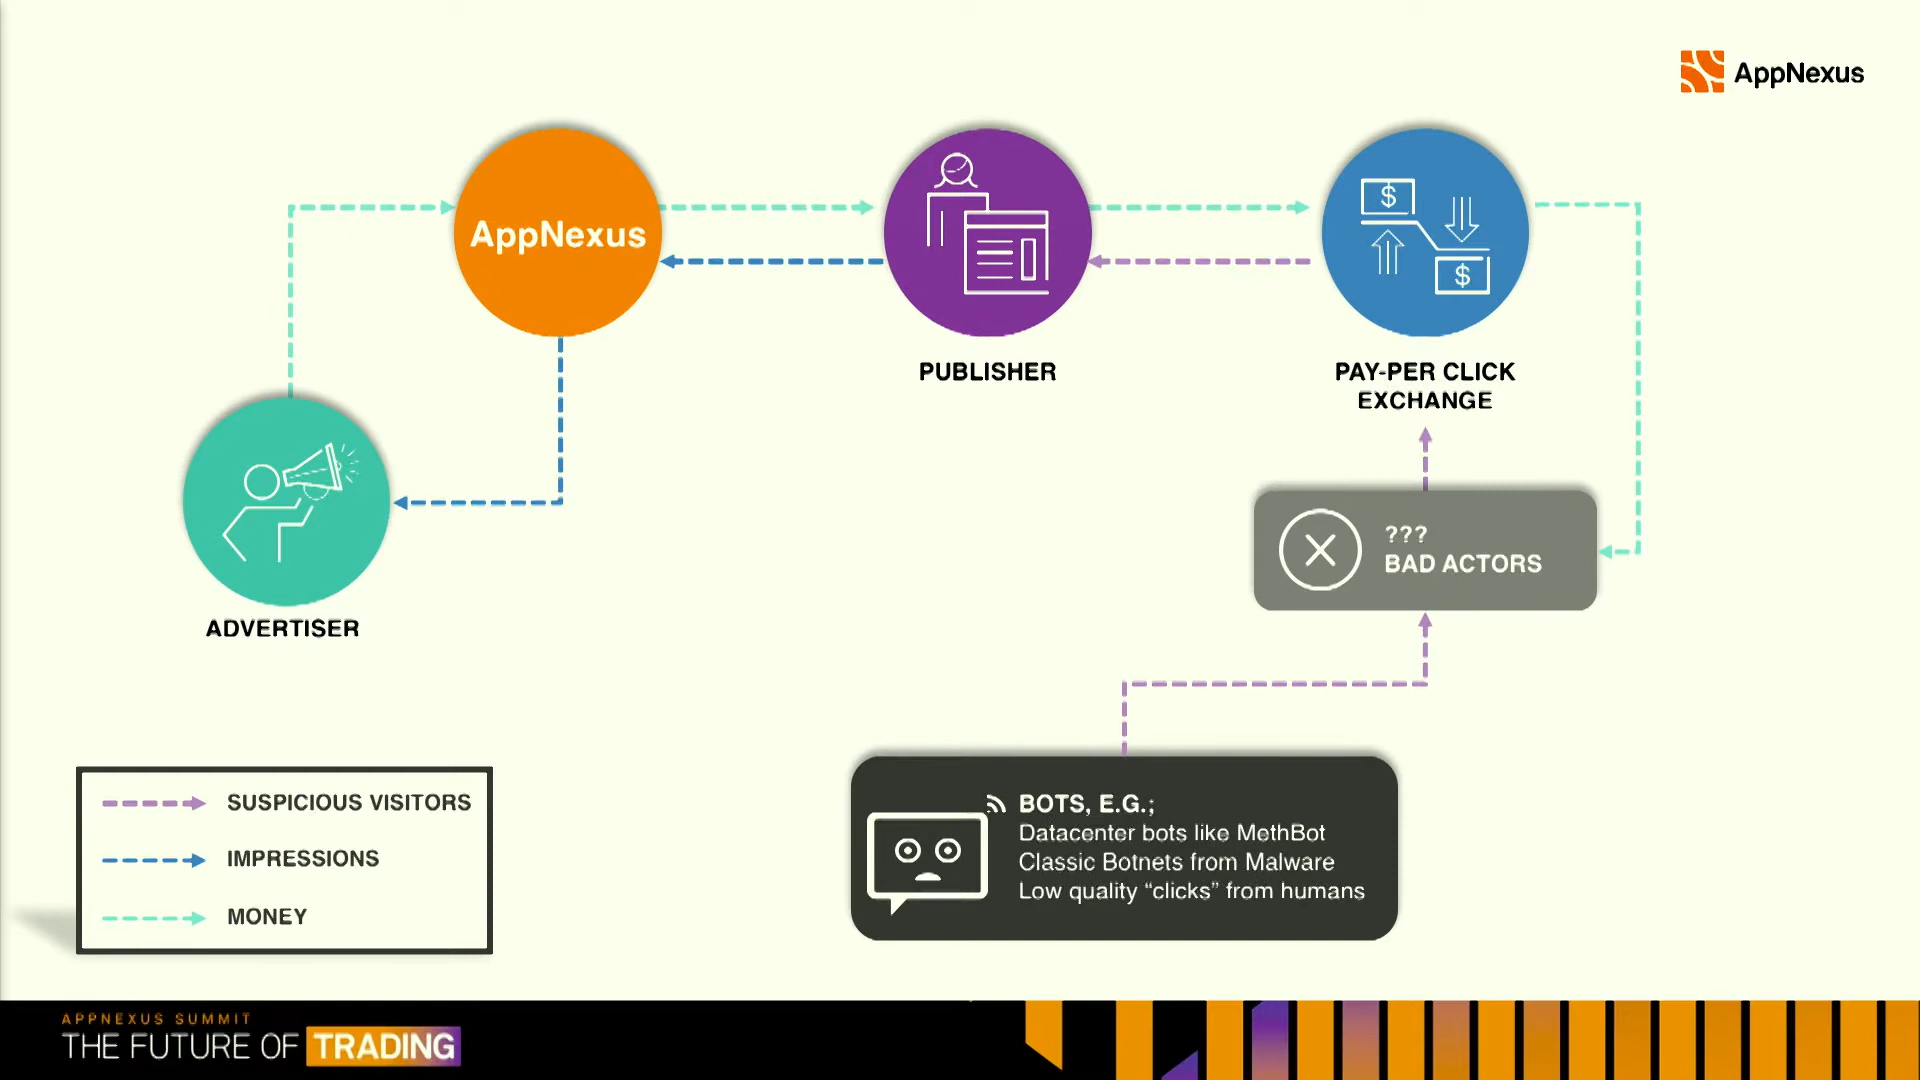 AppNexus
AppNexus
$
$
PUBLISHER
PAY-PER CLICK
EXCHANGE
???
BAD ACTORS
ADVERTISER
SUSPICIOUS VISITORS
IMPRESSIONS
MONEY
BOTS, E.G.;
Datacenter bots like MethBot
Classic Botnets from Malware
Low quality “clicks” from humans
APPNEXUS SUMMIT
THE FUTURE OF TRADING